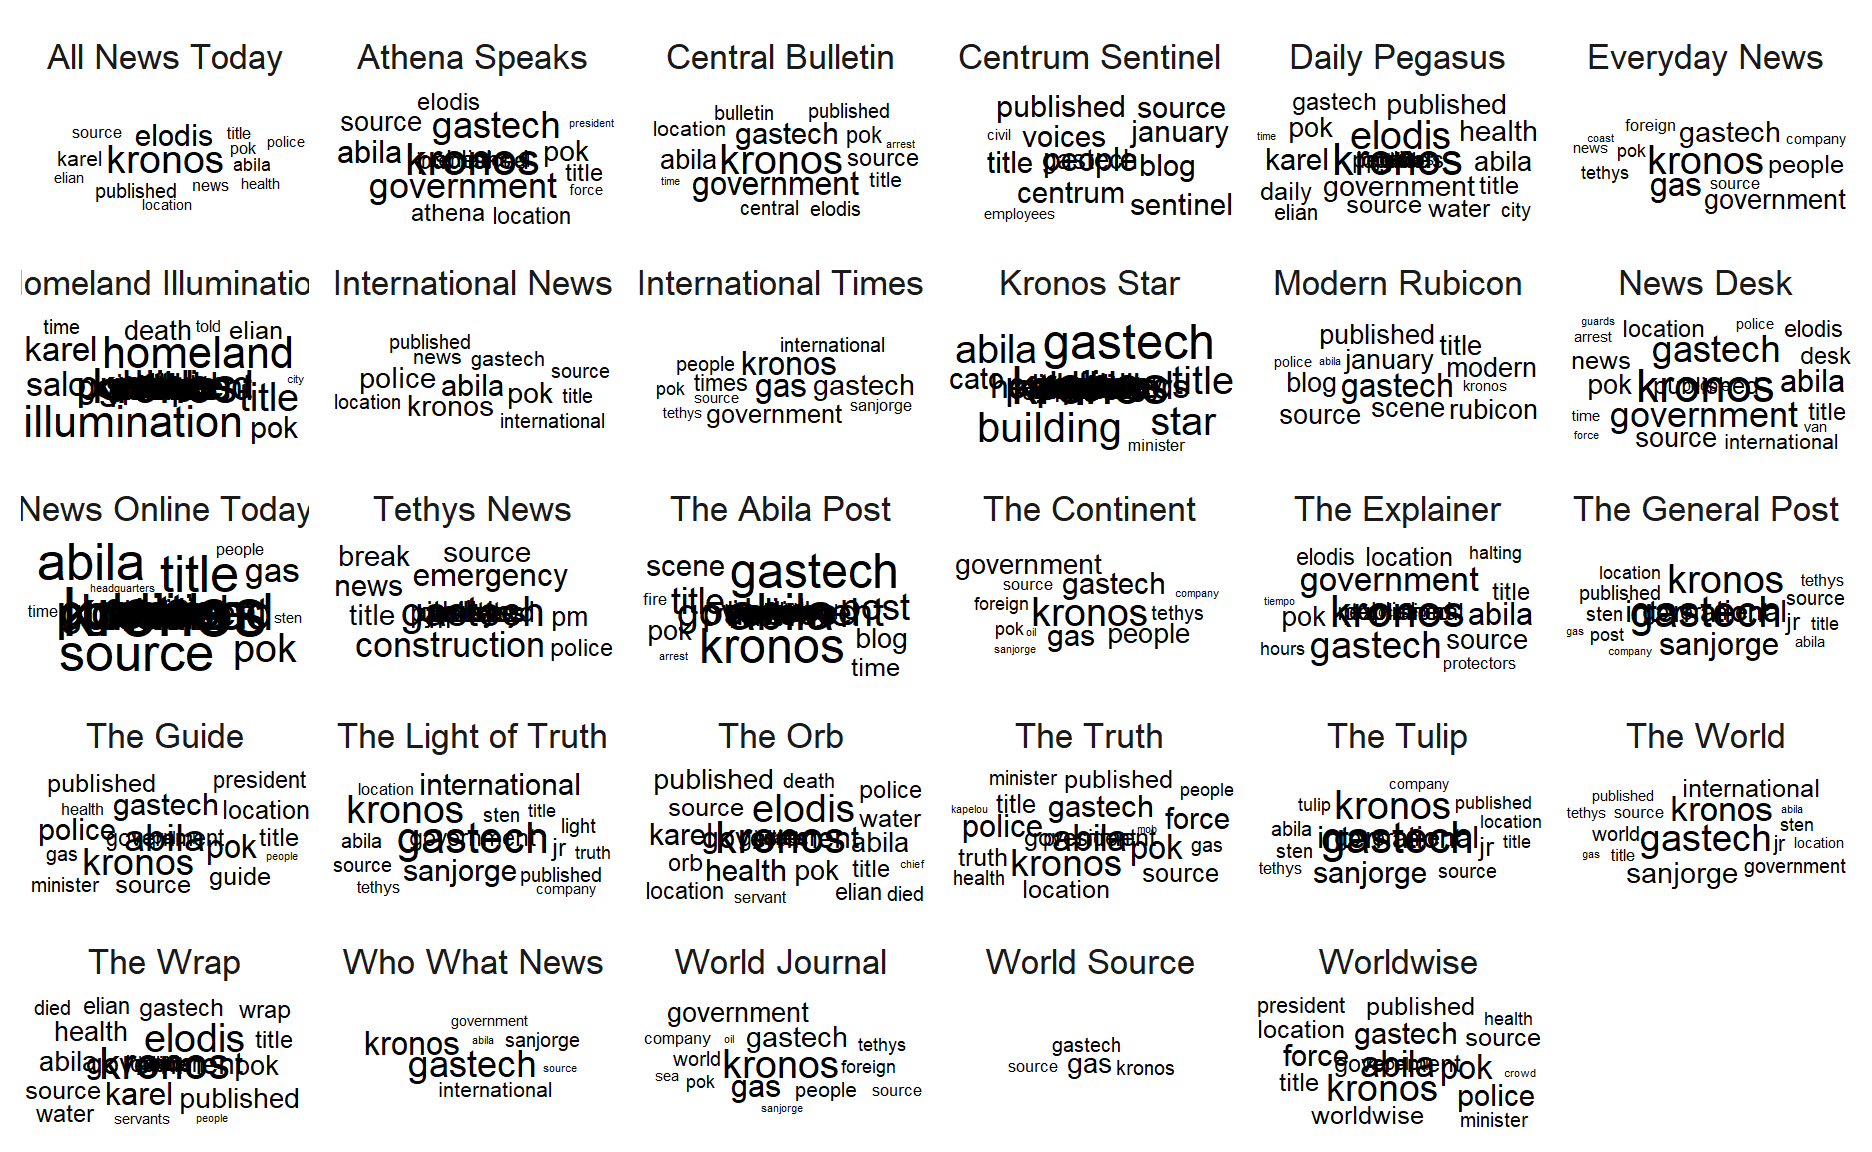 All News Today
source elodis title
pok police
karel kronos abila
elian
published news health
location
Athena Speaks
elodis
source gastech president
abila kronos pok
title
government force
athena location
Central Bulletin
bulletin published
location gastech pok arrest
abila kronos source
time government title
central elodis
Centrum Sentinel
published source
civil voices january
title people blog
centrum
employees sentinel
Daily Pegasus
gastech published
time pok elodis health
karel kronos abila
daily government title
elian source water city
Everyday News
coast foreign gastech company
news pok kronos people
tethys gas source
government
omeland Illuminatio
time death told elian
karel homeland
title city
illumination pok
International News
published
news gastech
police abila source
pok title
location kronos
international
International Times
international
people kronos
pok times gas gastech
source
tethys government sanjorge
Kronos Star
abila gastech
cato title
building star
minister
Modern Rubicon
published title
police abila january modern
blog gastech kronos
source scene rubicon
News Desk
guards location police elodis
arrest gastech desk
news
pok kronos abila
time government title
van
force source international
News Online Today
abila people
title gas
headquarters
time kronos sten
source pok
Tethys News
break source
news emergency
title gastech pm
construction police
The Abila Post
scene gastech
fire title abila post
pok kronos blog
arrest time
The Continent
government
source gastech company
foreign kronos tethys
pok oil gas people
sanjorge
The Explainer
elodis location halting
government title
tiempo
pok kronos abila
hours gastech source
protectors
The General Post
location kronos tethys
published source
sten gastech jr title
gas post sanjorge abila
company
The Guide
published president
health gastech location
police government abila title
gas kronos pok people
minister source guide
The Light of Truth
location international
kronos sten title
light
abila government gastech jr truth
source sanjorge published
tethys company
The Orb
published death police
source elodis water
karel government kronos abila
orb health pok title chief
location servant elian died
The Truth
minister published people
kapelou title gastech
police government abila mob force
truth kronos pok gas
health source
location
The Tulip
company
tulip kronos published
abila location
international gastech jr title
sten
tethys sanjorge source
The World
published international
tethys source kronos abila
sten
world gastech jr location
gas title
sanjorge government
The Wrap
died elian gastech wrap
health elodis title
abila government kronos pok
source karel published
water servants people
Who What News
government
kronos abila sanjorge
gastech source
international
World Journal
government
company oil gastech tethys
world kronos foreign
sea pok gas people source
sanjorge
World Source
gastech
source gas kronos
Worldwise
president published health
location gastech source
force government abila pok crowd
title kronos police
worldwise minister